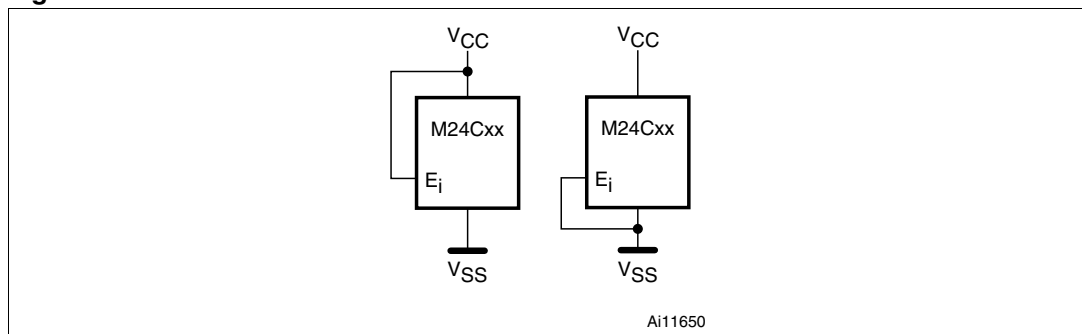 VCC VCC
M24Cxx M24Cxx
Ei Ei
VSS VSS
Ai11650